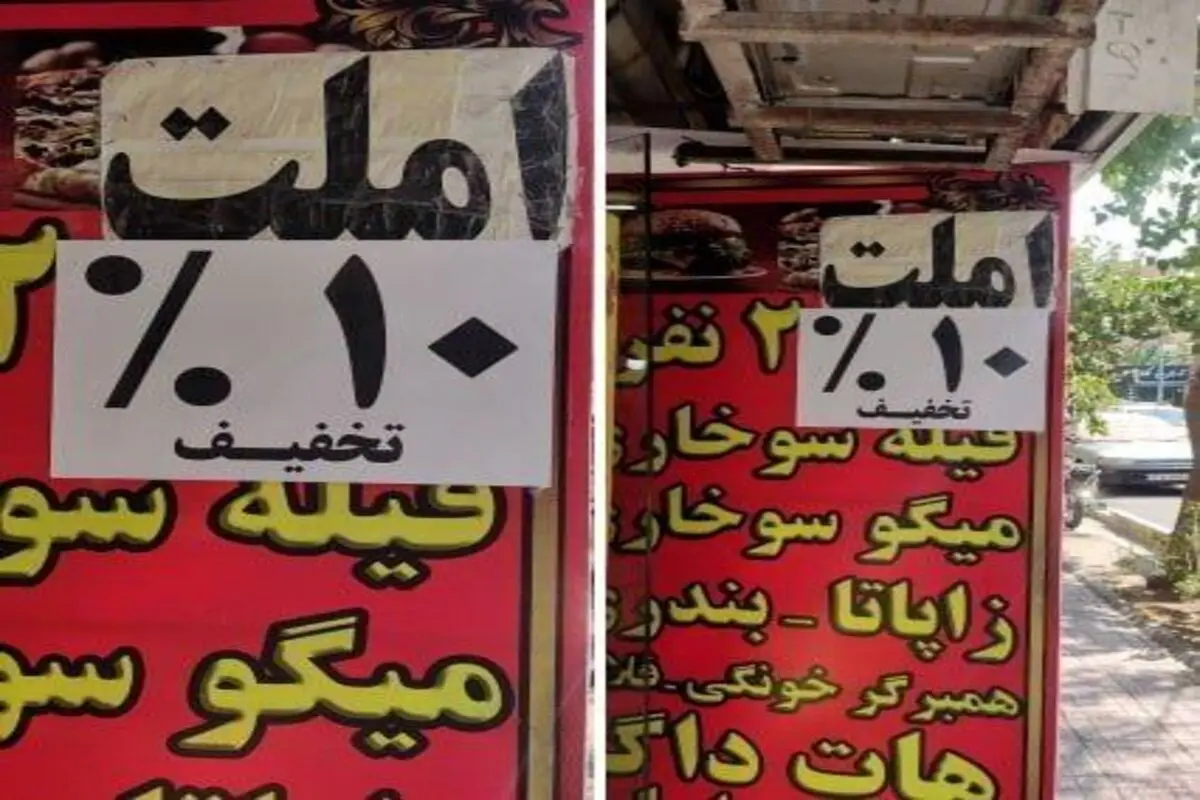 املت
۱۰ ٪
تخفیف
فیله سو
میگو سو
املت
۱۰ ٪
تخفیف
۲ نفر
فیله سوخاری
میگو سوخاری
زاپاتا - بندری
همبرگر خونگی -
هات داگ